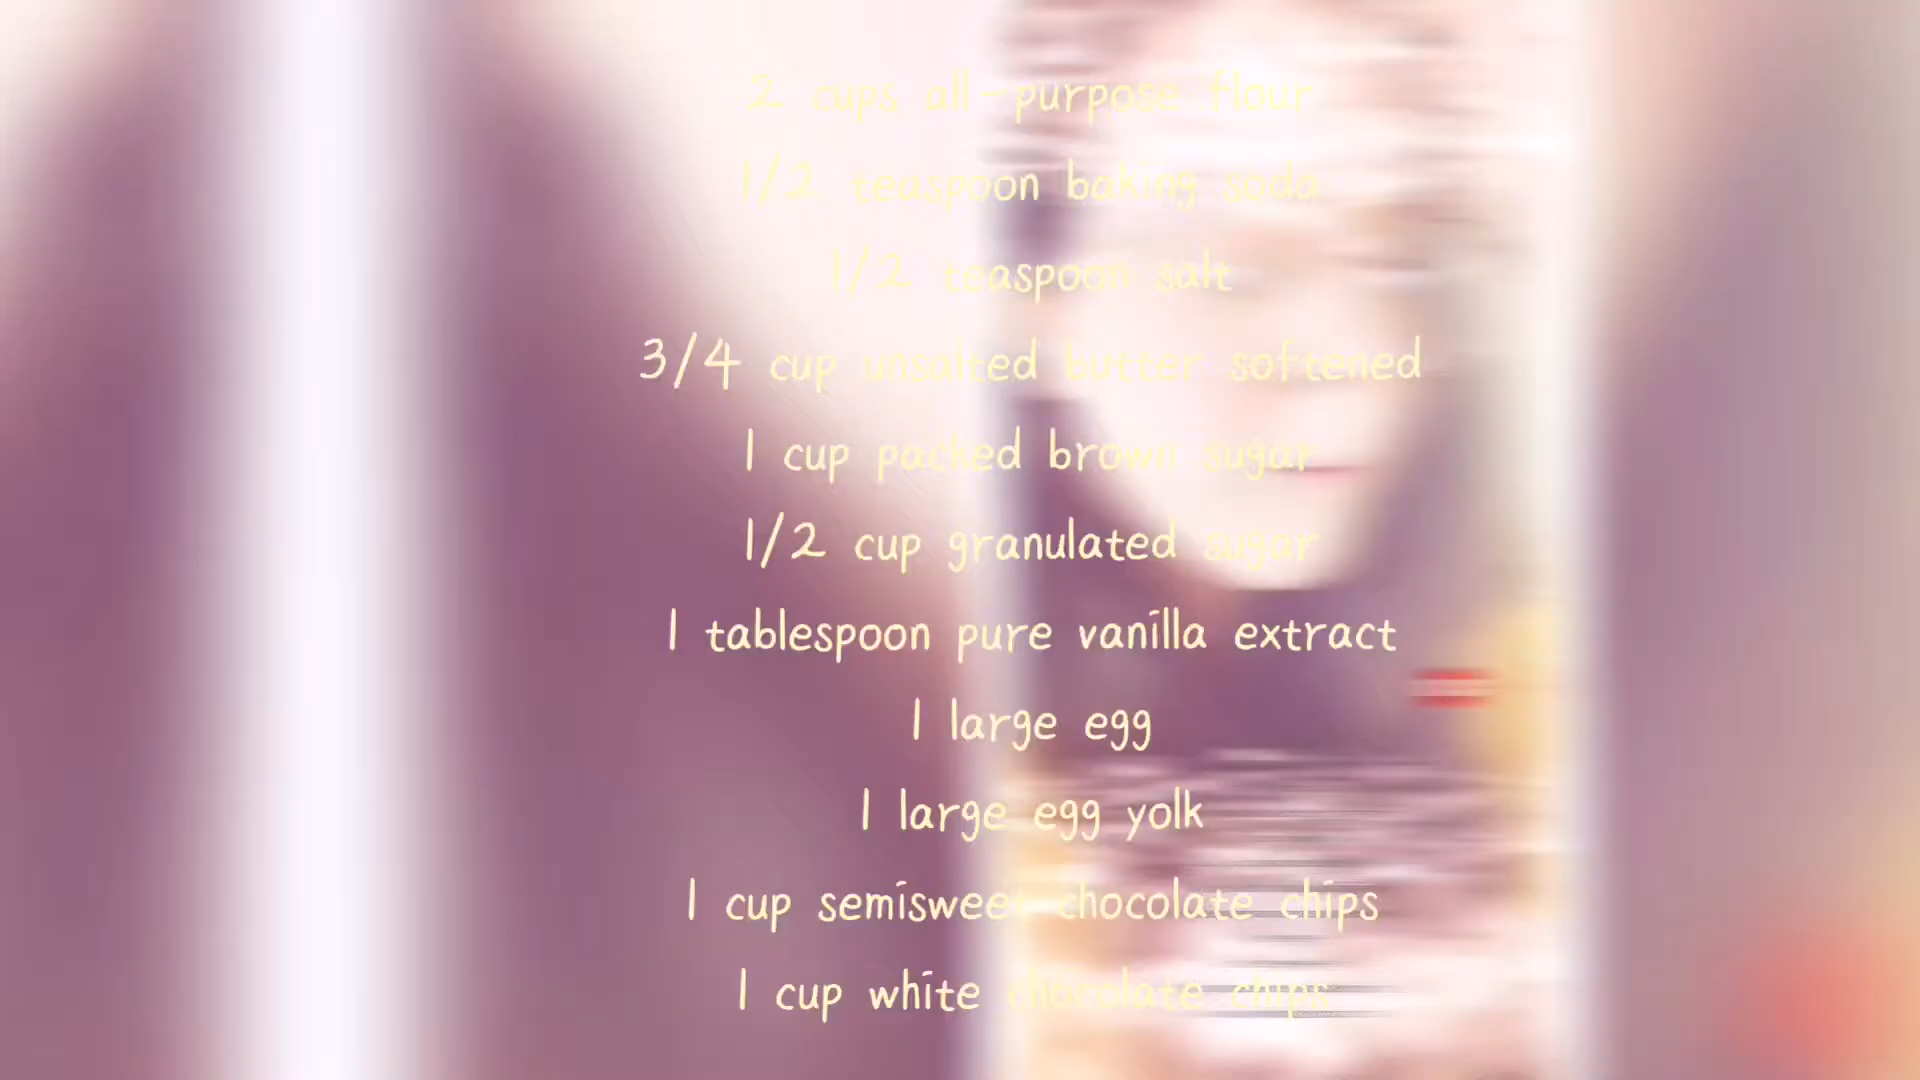 2 cups all-purpose flour
1/2 teaspoon baking soda
1/2 teaspoon salt
3/4 cup unsalted butter softened
1 cup packed brown sugar
1/2 cup granulated sugar
1 tablespoon pure vanilla extract
1 large egg
1 large egg yolk
1 cup semisweet chocolate chips
1 cup white chocolate chips